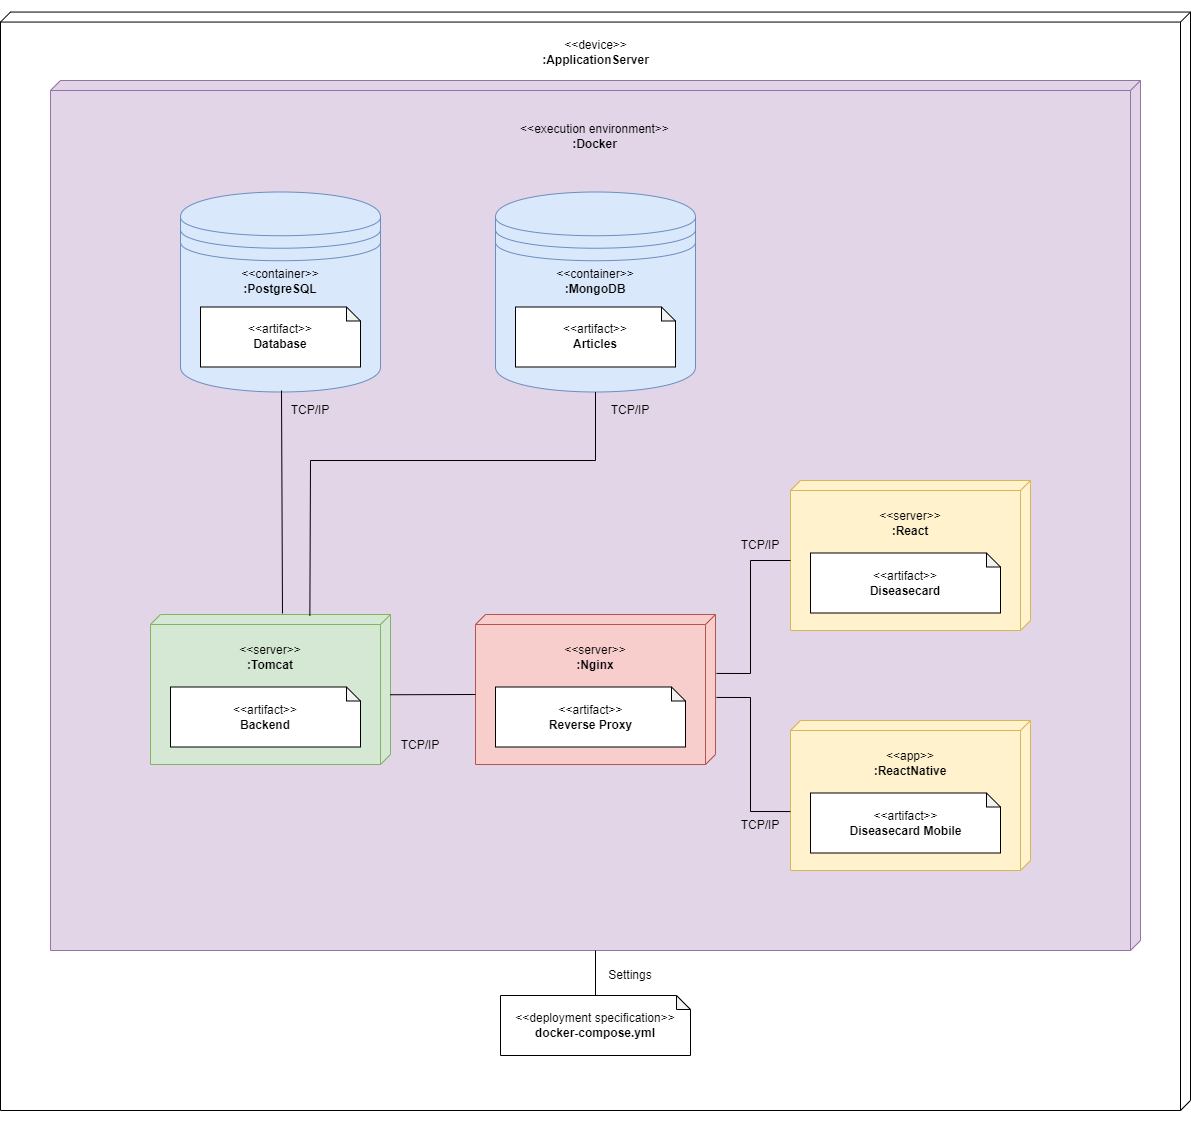 <<device>>
:ApplicationServer
<<execution environment>>
:Docker
<<container>>
:PostgreSQL
<<artifact>>
Database
<<container>>
:MongoDB
<<artifact>>
Articles
TCP/IP
TCP/IP
<<server>>
:React
<<artifact>>
Diseasecard
TCP/IP
<<server>>
:Tomcat
<<artifact>>
Backend
TCP/IP
<<server>>
:Nginx
<<artifact>>
Reverse Proxy
<<app>>
:ReactNative
<<artifact>>
Diseasecard Mobile
TCP/IP
Settings
<<deployment specification>>
docker-compose.yml